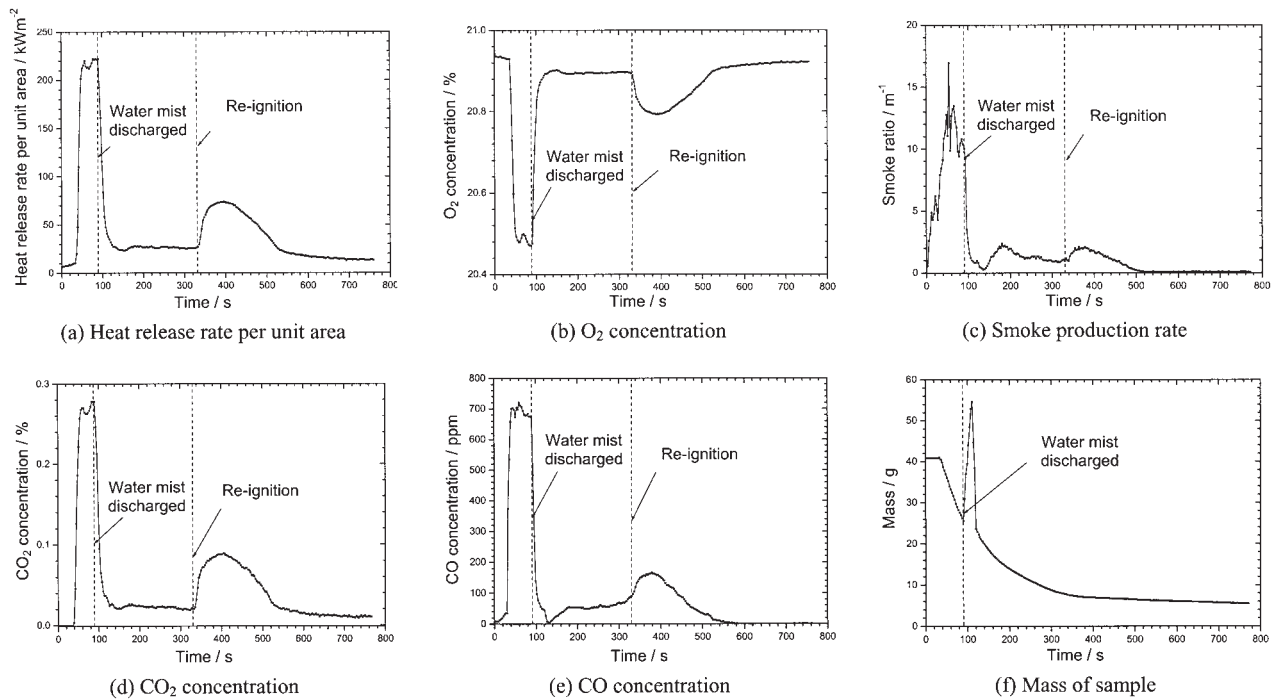 Heat release rate per unit area / kWm-2
250
200
150
100
50
0
0 100 200 300 400 500 600 700 800
Time / s
Water mist
discharged
Re-ignition
(a) Heat release rate per unit area
O2 concentration / %
21.0
20.8
20.6
20.4
0 100 200 300 400 500 600 700 800
Time / s
Water mist
discharged
Re-ignition
(b) O2 concentration
Smoke ratio / m-1
20
15
10
5
0
0 100 200 300 400 500 600 700 800
Time / s
Water mist
discharged
Re-ignition
(c) Smoke production rate
CO2 concentration / %
0.3
0.2
0.1
0.0
0 100 200 300 400 500 600 700 800
Time / s
Water mist
discharged
Re-ignition
(d) CO2 concentration
CO concentration / ppm
800
700
600
500
400
300
200
100
0
0 100 200 300 400 500 600 700 800
Time / s
Water mist
discharged
Re-ignition
(e) CO concentration
Mass / g
60
50
40
30
20
10
0
0 100 200 300 400 500 600 700 800
Time / s
Water mist
discharged
(f) Mass of sample